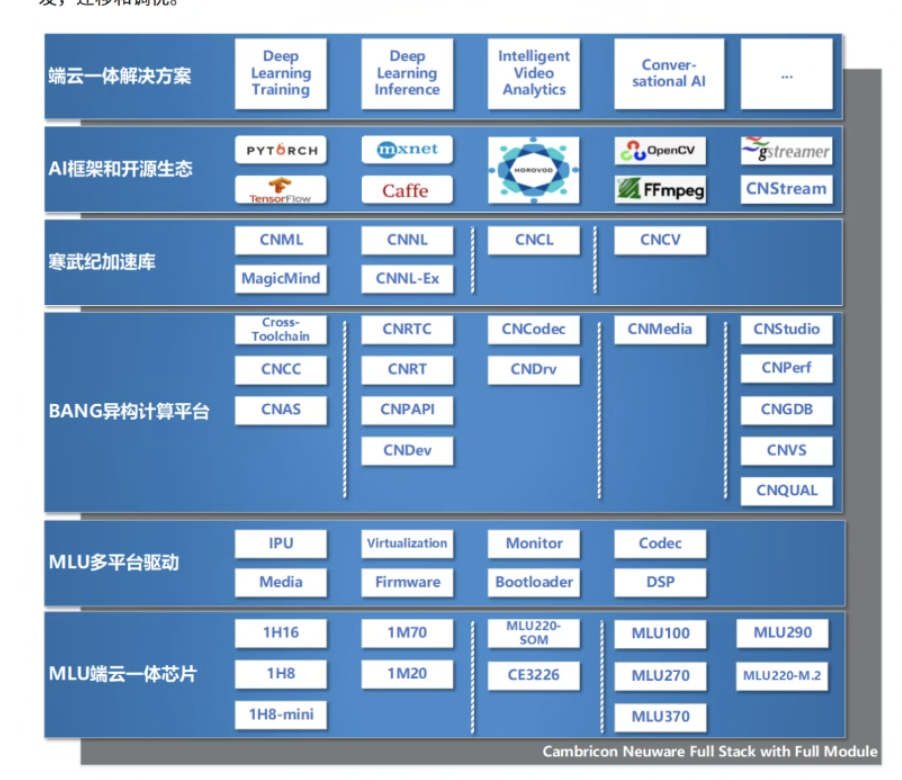 发，迁移和调优。
端云一体解决方案
Deep
Learning
Training
Deep
Learning
Inference
Intelligent
Video
Analytics
Conver-
sational AI
...
AI框架和开源生态
PYTORCH
mxnet
HOROVOD
OpenCV
gstreamer
TensorFlow
Caffe
FFmpeg
CNStream
寒武纪加速库
CNML
CNNL
CNCL
CNCV
MagicMind
CNNL-Ex
BANG异构计算平台
Cross-
Toolchain
CNRTC
CNCodec
CNMedia
CNStudio
CNCC
CNRT
CNDrv
CNPerf
CNAS
CNPAPI
CNGDB
CNDev
CNVS
CNQUAL
MLU多平台驱动
IPU
Virtualization
Monitor
Codec
Media
Firmware
Bootloader
DSP
MLU端云一体芯片
1H16
1M70
MLU220-
SOM
MLU100
MLU290
1H8
1M20
CE3226
MLU270
MLU220-M.2
1H8-mini
MLU370
Cambricon Neuware Full Stack with Full Module